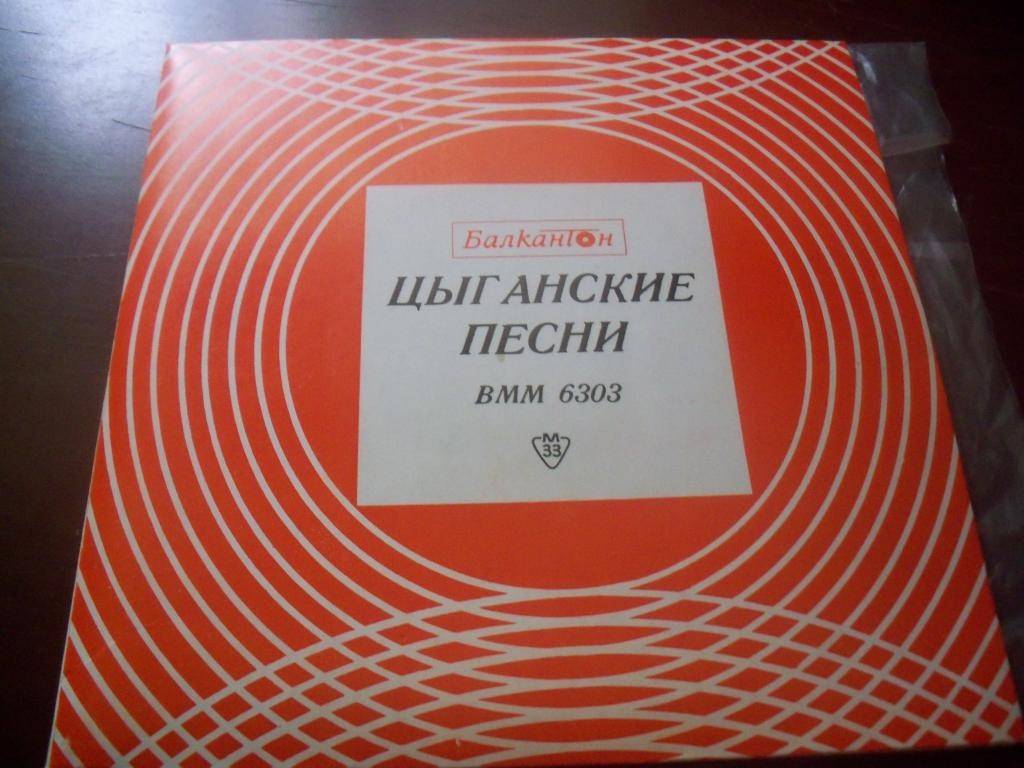 Балкантон
ЦЫГАНСКИЕ
ПЕСНИ
ВММ 6303
М
33